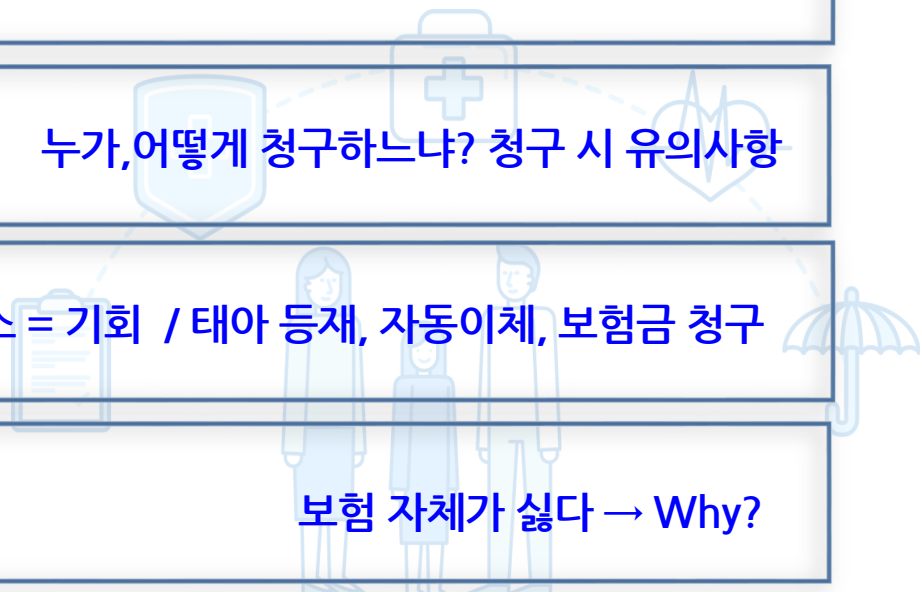 누가,어떻게 청구하느냐? 청구 시 유의사항
= 기회 / 태아 등재, 자동이체, 보험금 청구
보험 자체가 싫다 → Why?